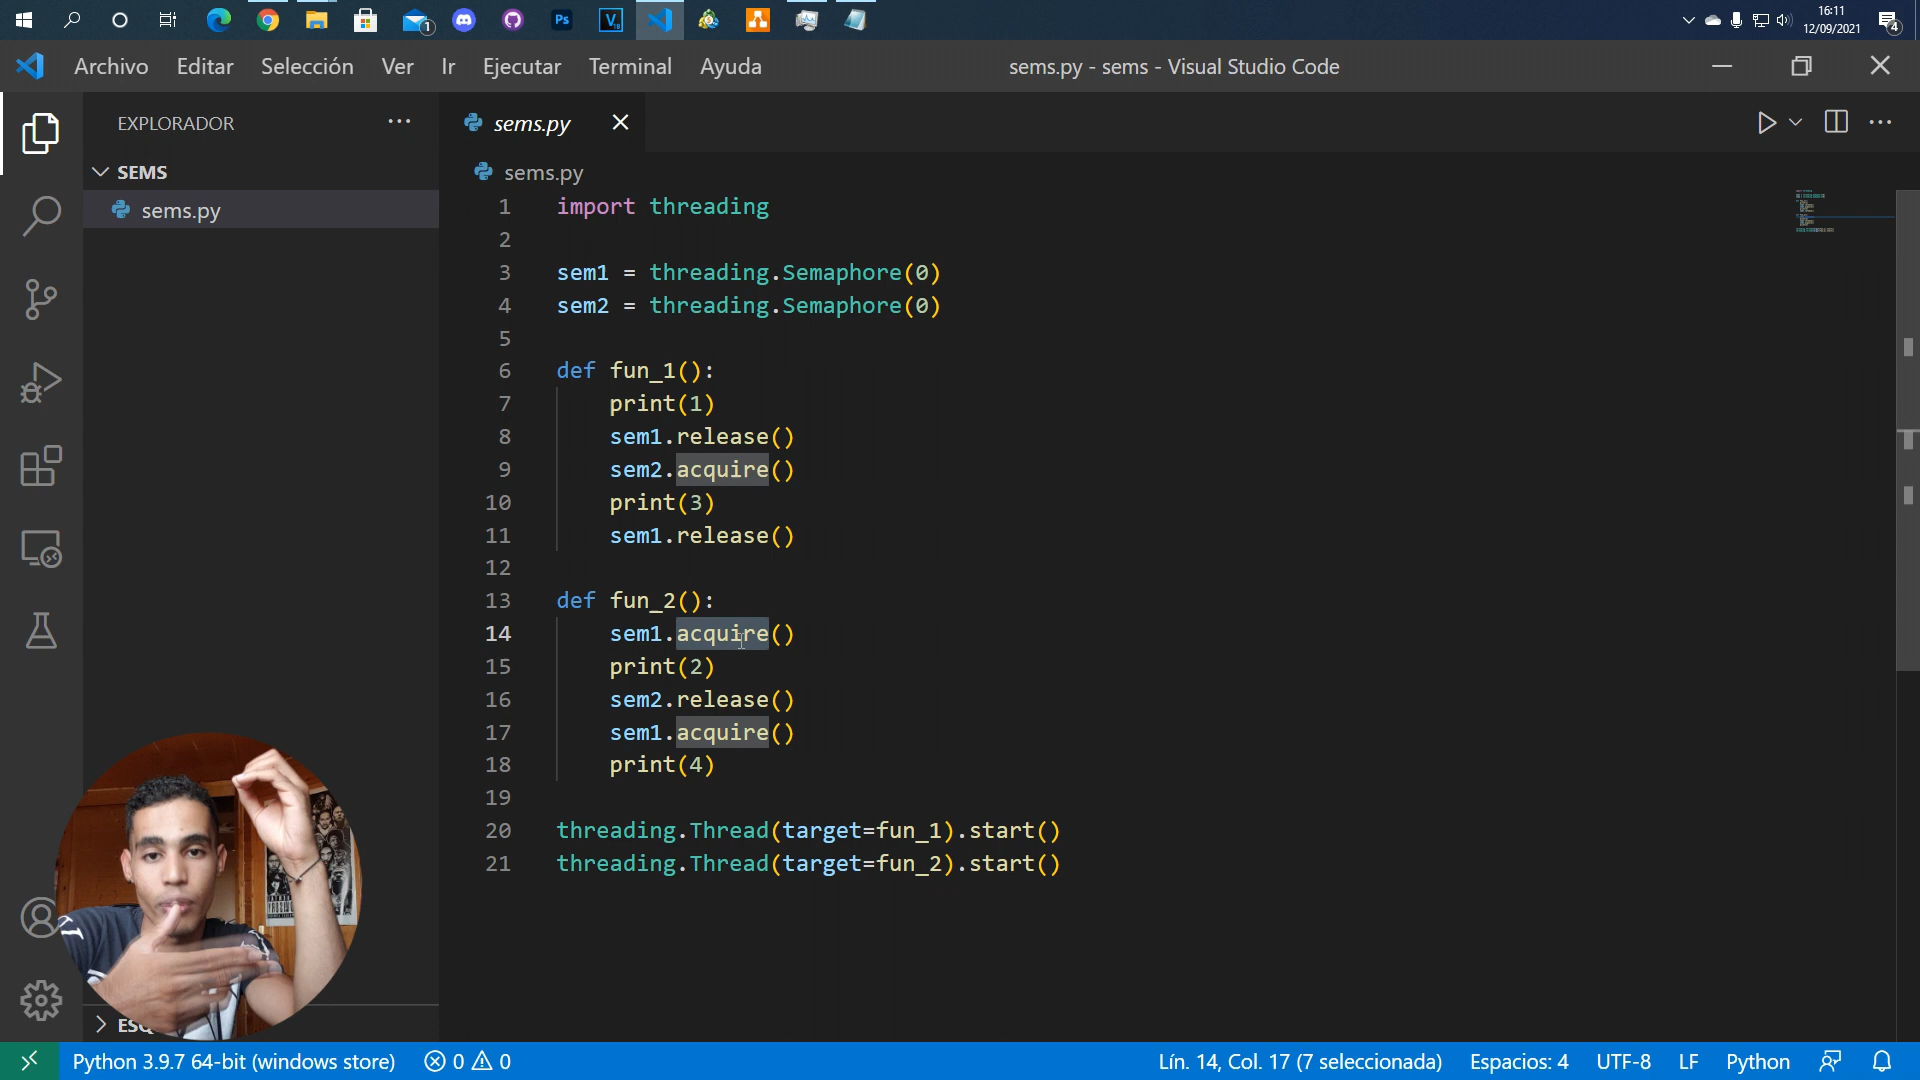 Ps
V
1
16:11
12/09/2021
4
Archivo Editar Selección Ver Ir Ejecutar Terminal Ayuda
sems.py - sems - Visual Studio Code
EXPLORADOR
SEMS
sems.py
sems.py
sems.py
1 import threading
2
3 sem1 = threading.Semaphore(0)
4 sem2 = threading.Semaphore(0)
5
6 def fun_1():
7 print(1)
8 sem1.release()
9 sem2.acquire()
10 print(3)
11 sem1.release()
12
13 def fun_2():
14 sem1.acquire()
15 print(2)
16 sem2.release()
17 sem1.acquire()
18 print(4)
19
20 threading.Thread(target=fun_1).start()
21 threading.Thread(target=fun_2).start()
Python 3.9.7 64-bit (windows store) 0 0
Lín. 14, Col. 17 (7 seleccionada) Espacios: 4 UTF-8 LF Python